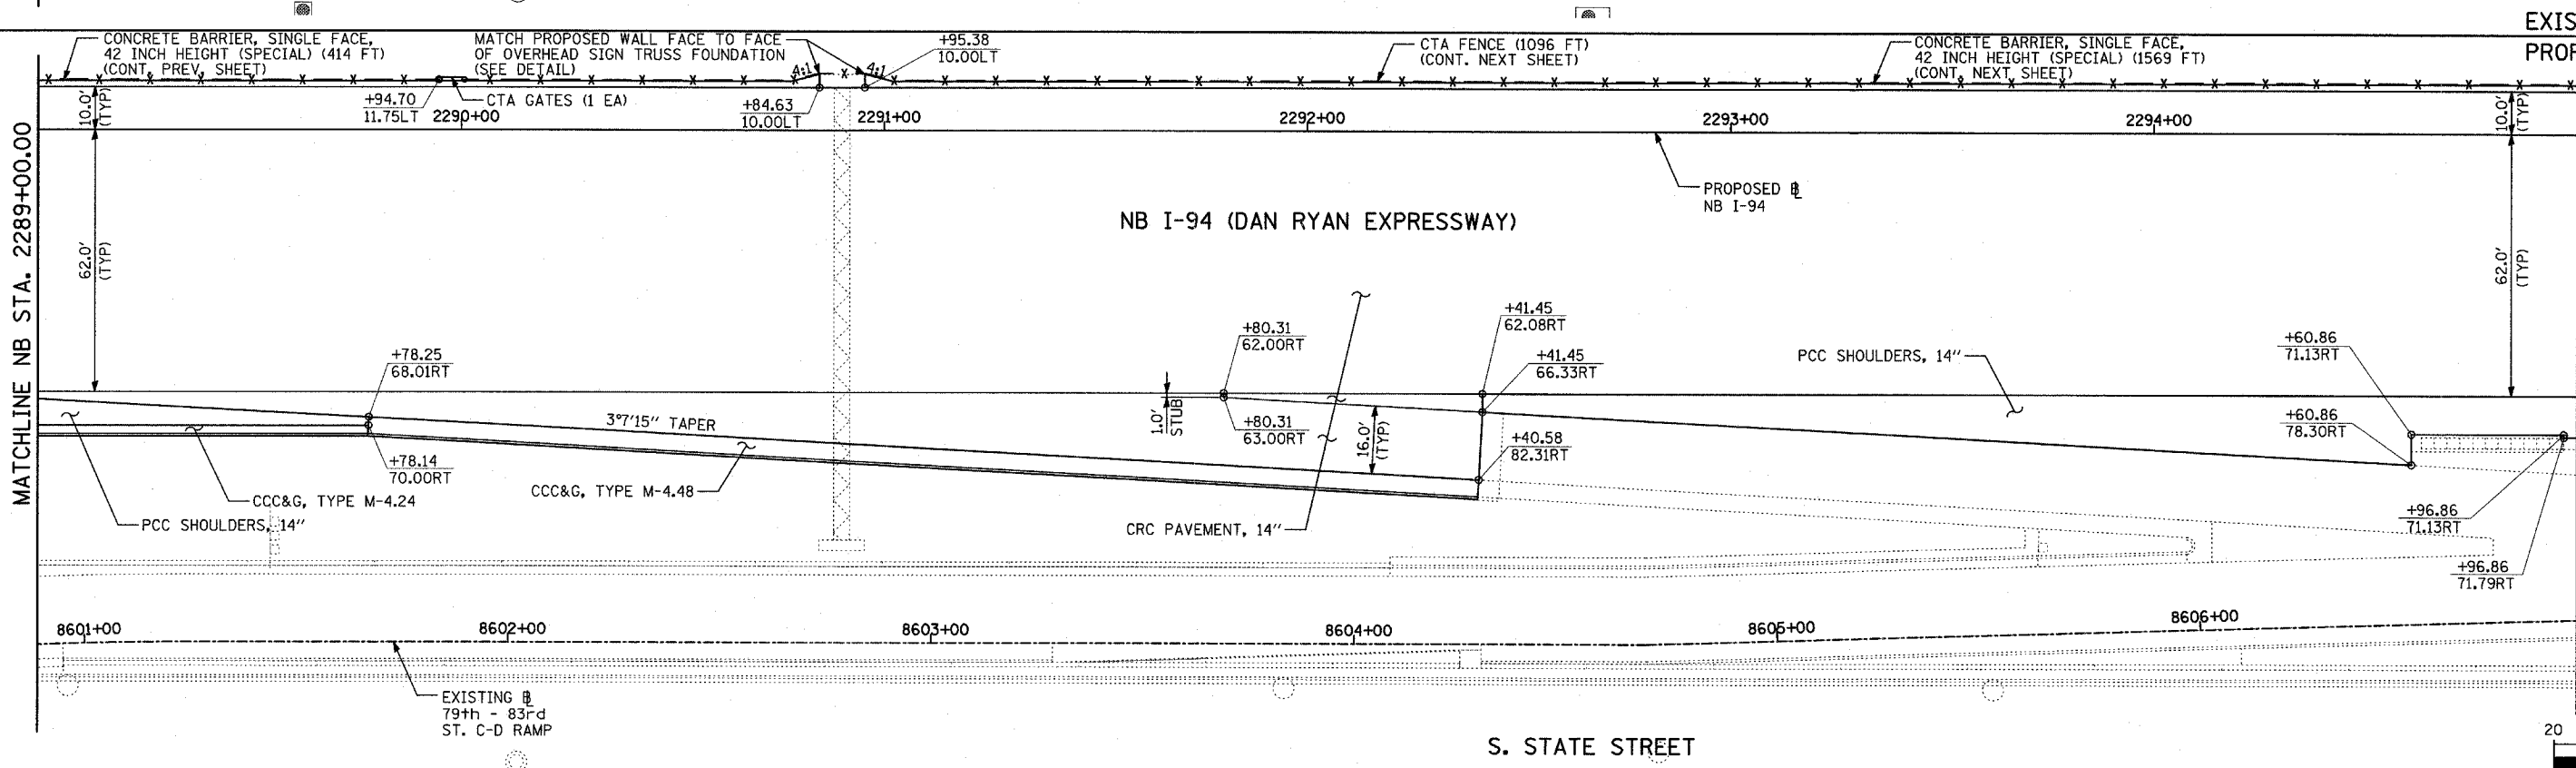 EXIS
PROP
CONCRETE BARRIER, SINGLE FACE,
42 INCH HEIGHT (SPECIAL) (414 FT)
(CONT. PREV. SHEET)
MATCH PROPOSED WALL FACE TO FACE
OF OVERHEAD SIGN TRUSS FOUNDATION
(SEE DETAIL)
4:1
4:1
+95.38
10.00LT
CTA FENCE (1096 FT)
(CONT. NEXT SHEET)
CONCRETE BARRIER, SINGLE FACE,
42 INCH HEIGHT (SPECIAL) (1569 FT)
(CONT. NEXT SHEET)
10.0'
(TYP)
+94.70
11.75LT
CTA GATES (1 EA)
2290+00
+84.63
10.00LT
2291+00
2292+00
2293+00
2294+00
10.0'
(TYP)
MATCHLINE NB STA. 2289+00.00
62.0'
(TYP)
NB I-94 (DAN RYAN EXPRESSWAY)
PROPOSED ℄
NB I-94
62.0'
(TYP)
+78.25
68.01RT
3°7'15" TAPER
+78.14
70.00RT
CCC&G, TYPE M-4.24
PCC SHOULDERS, 14"
CCC&G, TYPE M-4.48
1.0'
STUB
+80.31
62.00RT
+80.31
63.00RT
16.0'
(TYP)
CRC PAVEMENT, 14"
+41.45
62.08RT
+41.45
66.33RT
+40.58
82.31RT
PCC SHOULDERS, 14"
+60.86
71.13RT
+60.86
78.30RT
+96.86
71.13RT
+96.86
71.79RT
8601+00
8602+00
8603+00
8604+00
8605+00
8606+00
EXISTING ℄
79th - 83rd
ST. C-D RAMP
S. STATE STREET
20